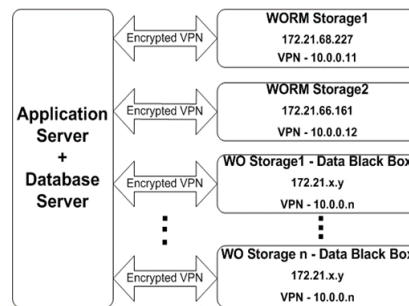 Application
Server
+
Database
Server
Encrypted VPN
WORM Storage1
172.21.68.227
VPN - 10.0.0.11
Encrypted VPN
WORM Storage2
172.21.66.161
VPN - 10.0.0.12
Encrypted VPN
WO Storage1 - Data Black Box
172.21.x.y
VPN - 10.0.0.n
Encrypted VPN
WO Storage n - Data Black Box
172.21.x.y
VPN - 10.0.0.n